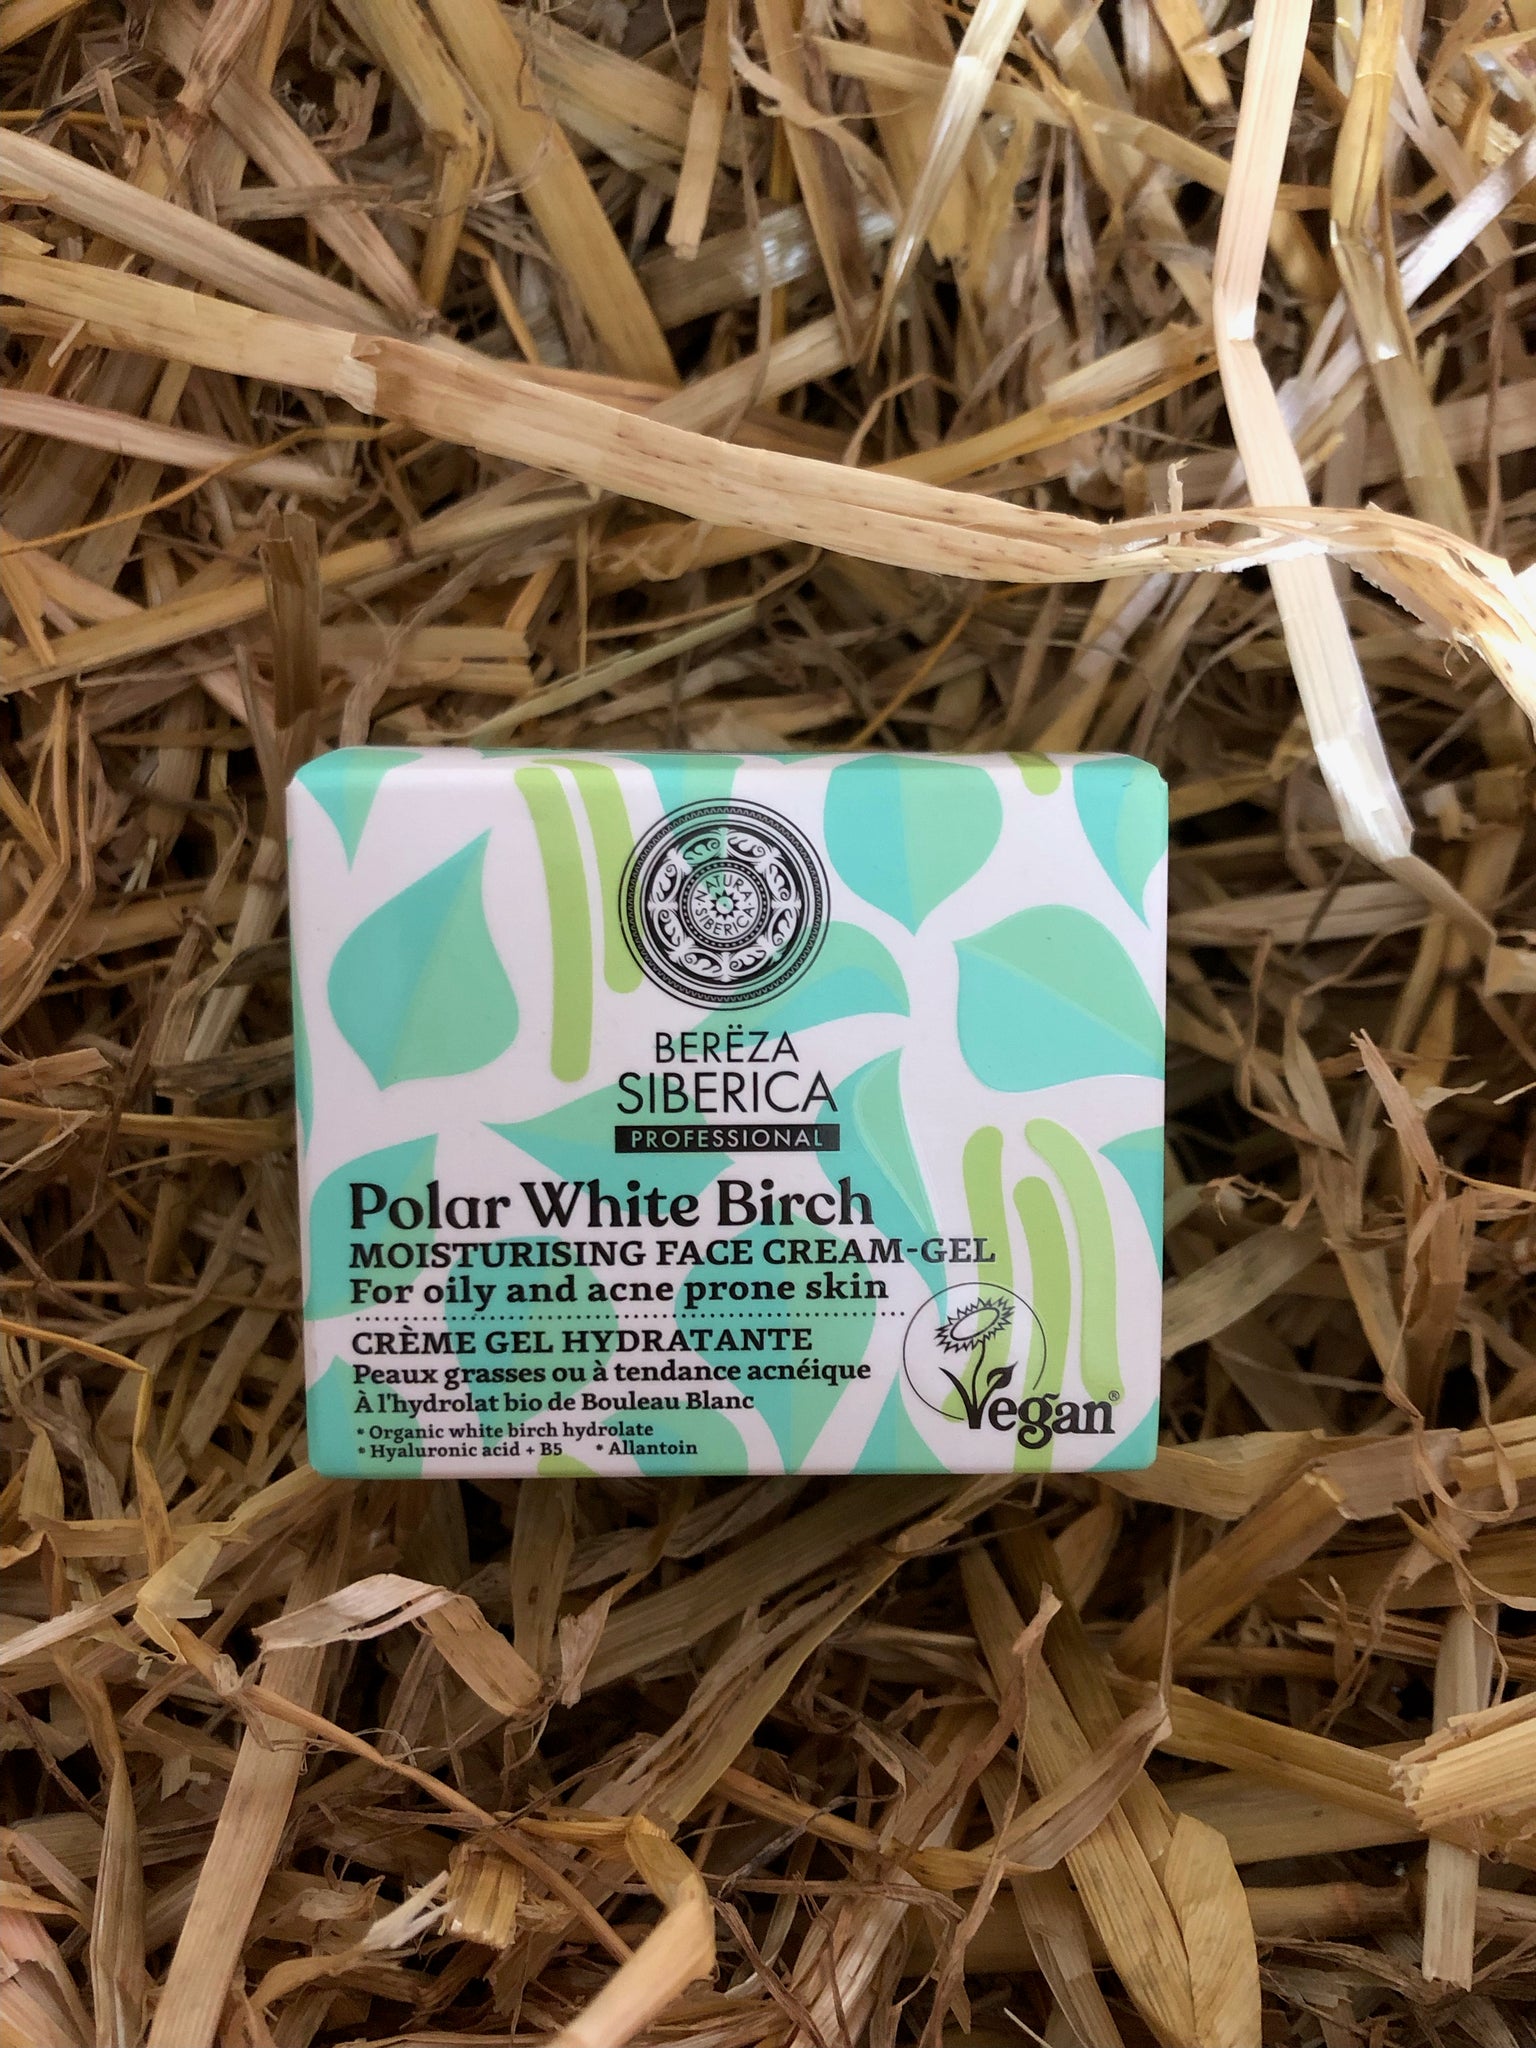 NATURA
SIBERICA
BERËZA
SIBERICA
PROFESSIONAL
Polar White Birch
MOISTURISING FACE CREAM-GEL
For oily and acne prone skin
CRÈME GEL HYDRATANTE
Peaux grasses ou à tendance acnéique
À l'hydrolat bio de Bouleau Blanc
* Organic white birch hydrolate
* Hyaluronic acid + B5 * Allantoin
Vegan®